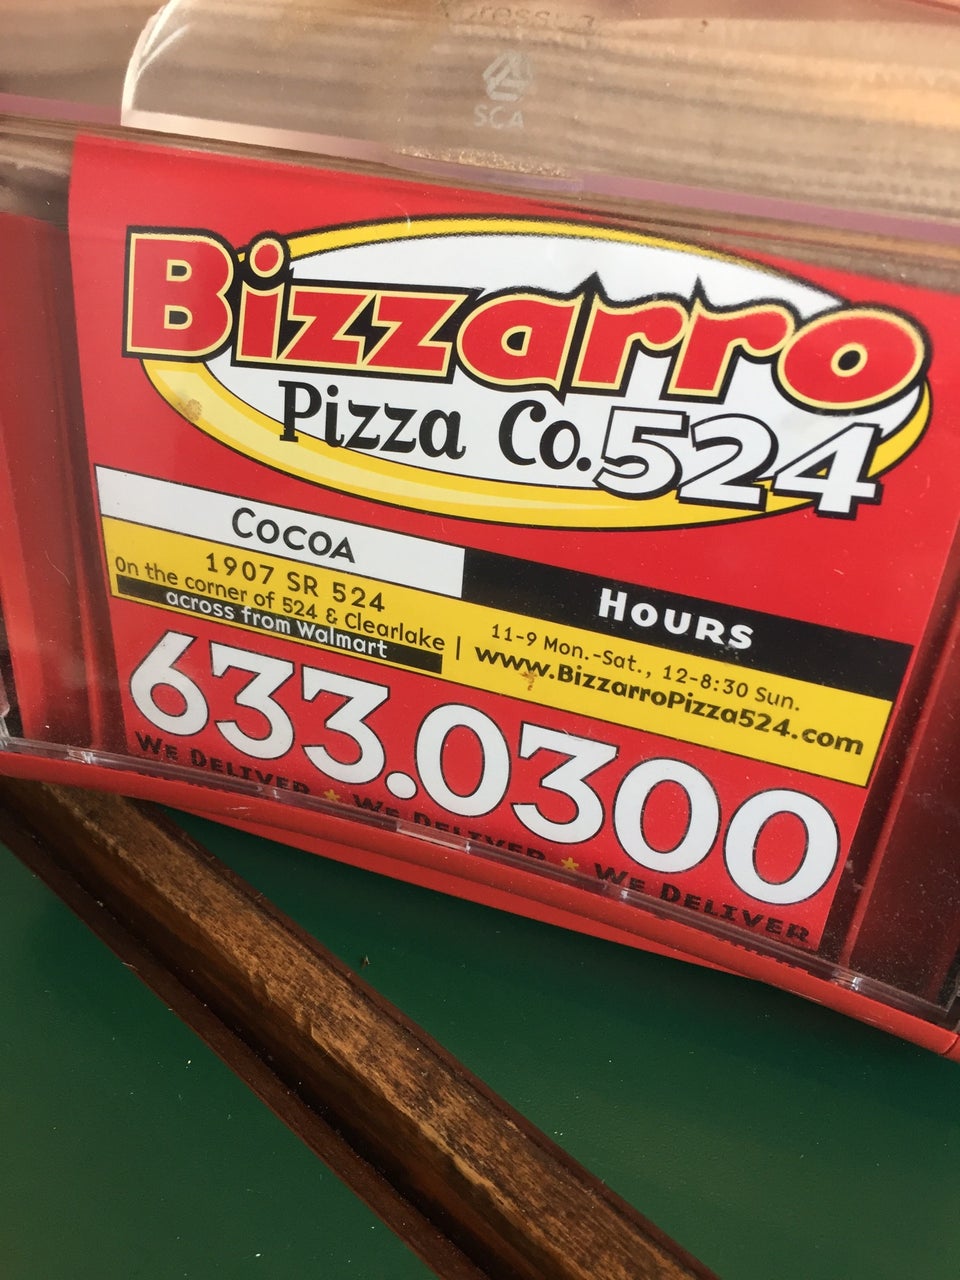 SCA
Bizzarro
Pizza Co. 524
COCOA
1907 SR 524
On the corner of 524 & Clearlake |
across from Walmart
HOURS
11-9 Mon.-Sat., 12-8:30 Sun.
www.BizzarroPizza524.com
633.0300
WE DELIVER * WE DELIVER * WE DELIVER